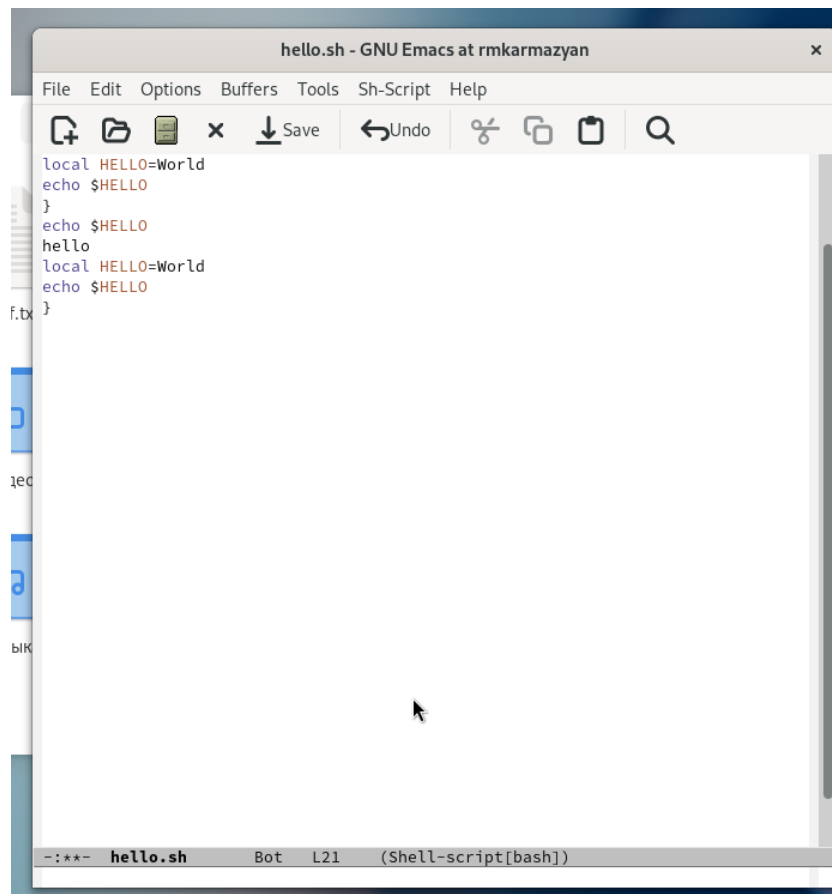 hello.sh - GNU Emacs at rmkarmazyan
File Edit Options Buffers Tools Sh-Script Help
Save Undo
local HELLO=World
echo $HELLO
}
echo $HELLO
hello
local HELLO=World
echo $HELLO
}
f.tx
-:**- hello.sh Bot L21 (Shell-script[bash])